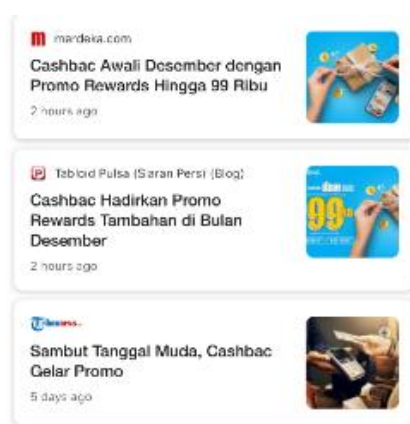 merdeka.com
Cashbac Awali Desember dengan
Promo Rewards Hingga 99 Ribu
2 hours ago
Tabloid Pulsa (Siaran Pers) (Blog)
Cashbac Hadirkan Promo
Rewards Tambahan di Bulan
Desember
99
2 hours ago
Sambut Tanggal Muda, Cashbac
Gelar Promo
5 days ago